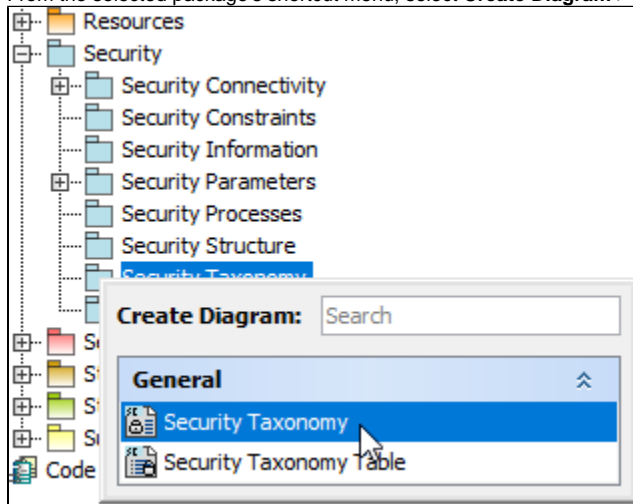 From the selected package's shortcut menu, select Create Diagram
Resources
Security
Security Connectivity
Security Constraints
Security Information
Security Parameters
Security Processes
Security Structure
Security Taxonomy
Create Diagram: Search
General
Security Taxonomy
Security Taxonomy Table
Code